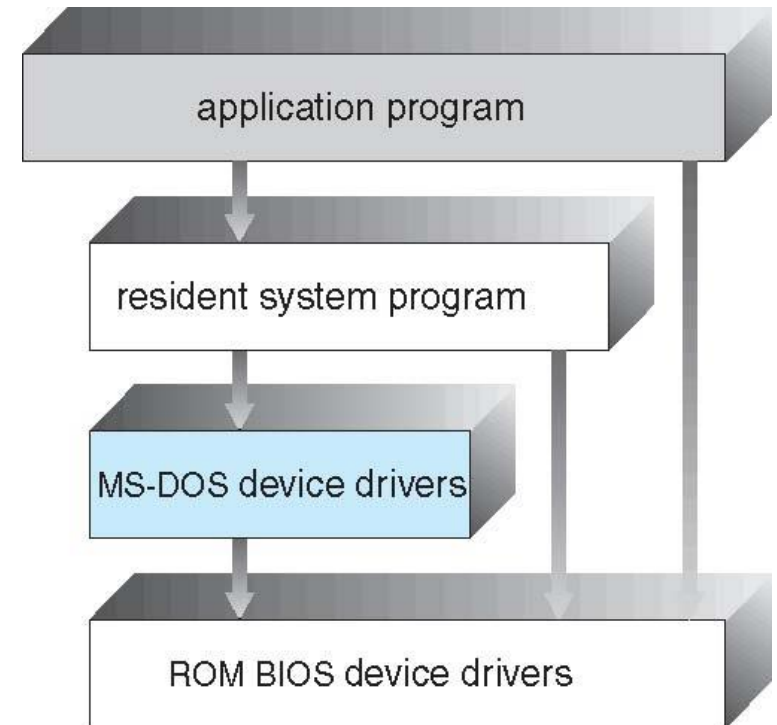 application program
resident system program
MS-DOS device drivers
ROM BIOS device drivers